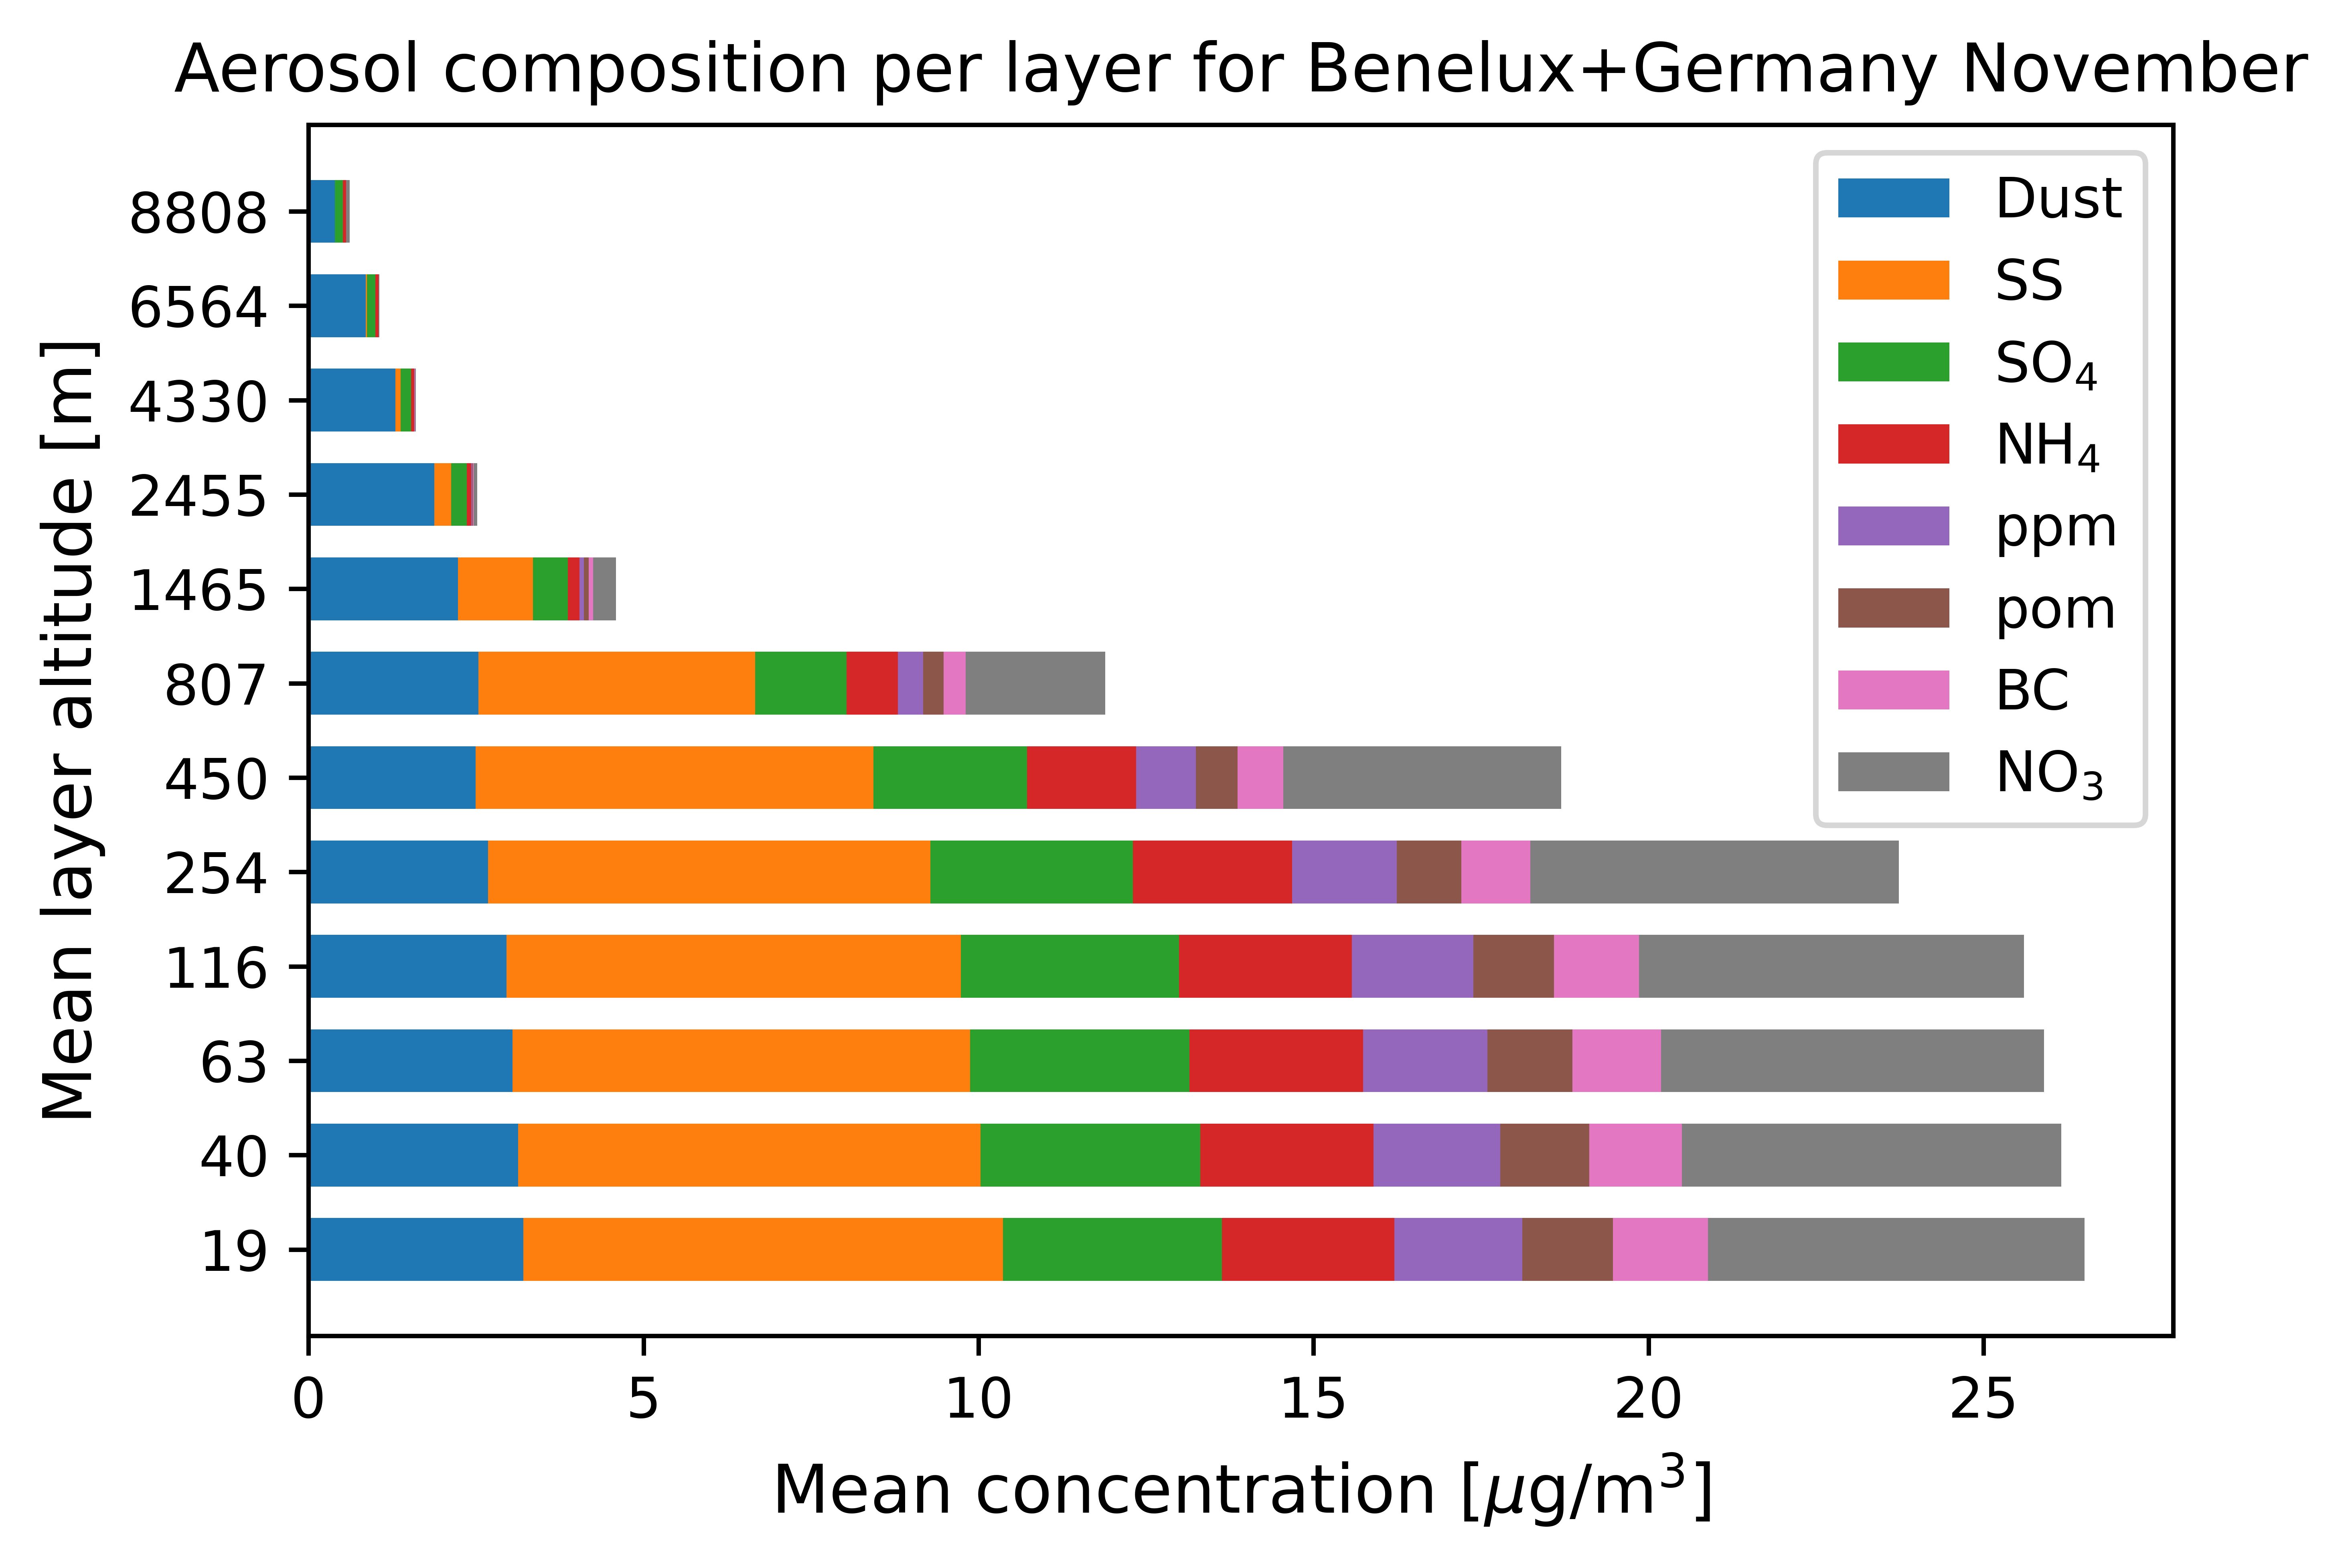 Aerosol composition per layer for Benelux+Germany November
Mean layer altitude [m]
8808
6564
4330
2455
1465
807
450
254
116
63
40
19
Dust
SS
SO₄
NH₄
ppm
pom
BC
NO₃
0 5 10 15 20 25
Mean concentration [μg/m³]